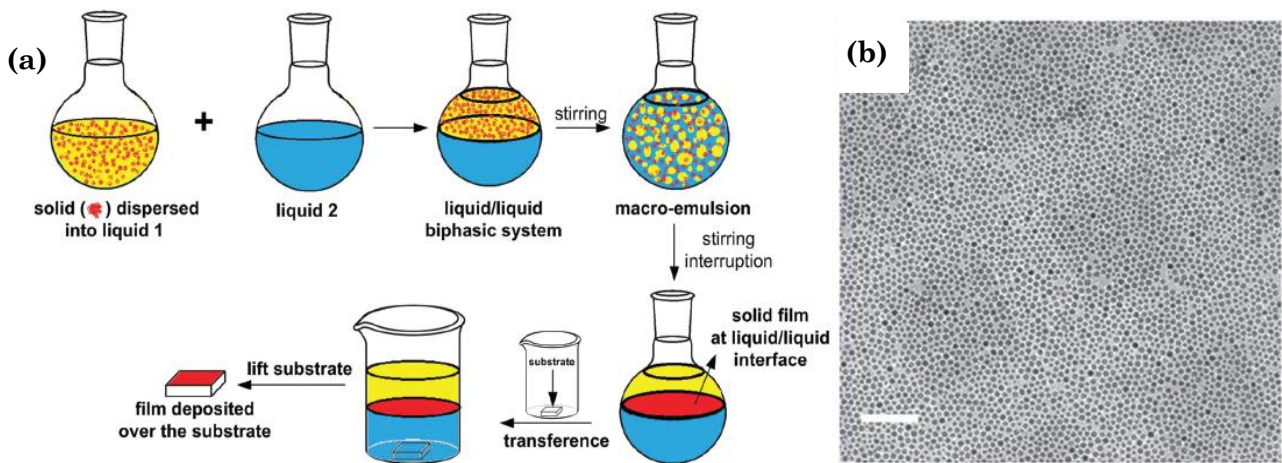 (a)
+
solid ( ) dispersed
into liquid 1
liquid 2
liquid/liquid
biphasic system
stirring
macro-emulsion
stirring
interruption
solid film
at liquid/liquid
interface
substrate
transference
lift substrate
film deposited
over the substrate
(b)